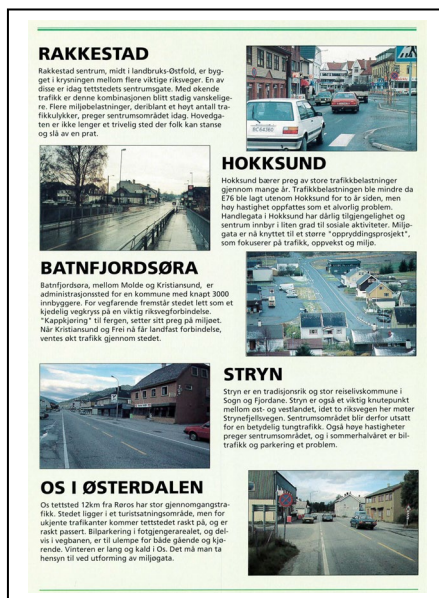 RAKKESTAD
Rakkestad sentrum, midt i landbruks-Østfold, er byg-
get i krysningen mellom flere viktige riksveger. En av
disse er idag tettstedets sentrumsgate. Med økende
trafikk er denne kombinasjonen blitt stadig vanskelige-
re. Flere miljøbelastninger, deriblant et høyt antall tra-
fikkulykker, preger sentrumsområdet idag. Hovedga-
ten er ikke lenger et trivelig sted der folk kan stanse
og slå av en prat.
HOKKSUND
Hokksund bærer preg av store trafikkbelastninger
gjennom mange år. Trafikkbelastningen ble mindre da
E76 ble lagt utenom Hokksund for to år siden, men
høy hastighet oppfattes som et alvorlig problem.
Handlegata i Hokksund har dårlig tilgjengelighet og
sentrum innbyr i liten grad til sosiale aktiviteter. Miljø-
gata er nå knyttet til et større "oppryddingsprosjekt",
som fokuserer på trafikk, oppvekst og miljø.
BATNFJORDSØRA
Batnfjordsøra, mellom Molde og Kristiansund, er
administrasjonssted for en kommune med knapt 3000
innbyggere. For vegfarende fremstår stedet lett som et
kjedelig vegkryss på en viktig riksvegforbindelse.
"Kappkjøring" til fergen, setter sitt preg på miljøet.
Når Kristiansund og Frei nå får landfast forbindelse,
ventes økt trafikk gjennom stedet.
STRYN
Stryn er en tradisjonsrik og stor reiselivskommune i
Sogn og Fjordane. Stryn er også et viktig knutepunkt
mellom øst- og vestlandet, idet to riksvegen her møter
Strynefjellsvegen. Sentrumsområdet blir derfor utsatt
for en betydelig tungtrafikk. Også høye hastigheter
preger sentrumsområdet, og i sommerhalvåret er bil-
trafikk og parkering et problem.
OS I ØSTERDALEN
Os tettsted 12km fra Røros har stor gjennomgangstra-
fikk. Stedet ligger i et turistsatningsområde, men for
ukjente trafikanter kommer tettstedet raskt på, og er
raskt passert. Bilparkering i fotgjengerarealet, og del-
vis i vegbanen, er til ulempe for både gående og kjø-
rende. Vinteren er lang og kald i Os. Det må man ta
hensyn til ved utforming av miljøgata.